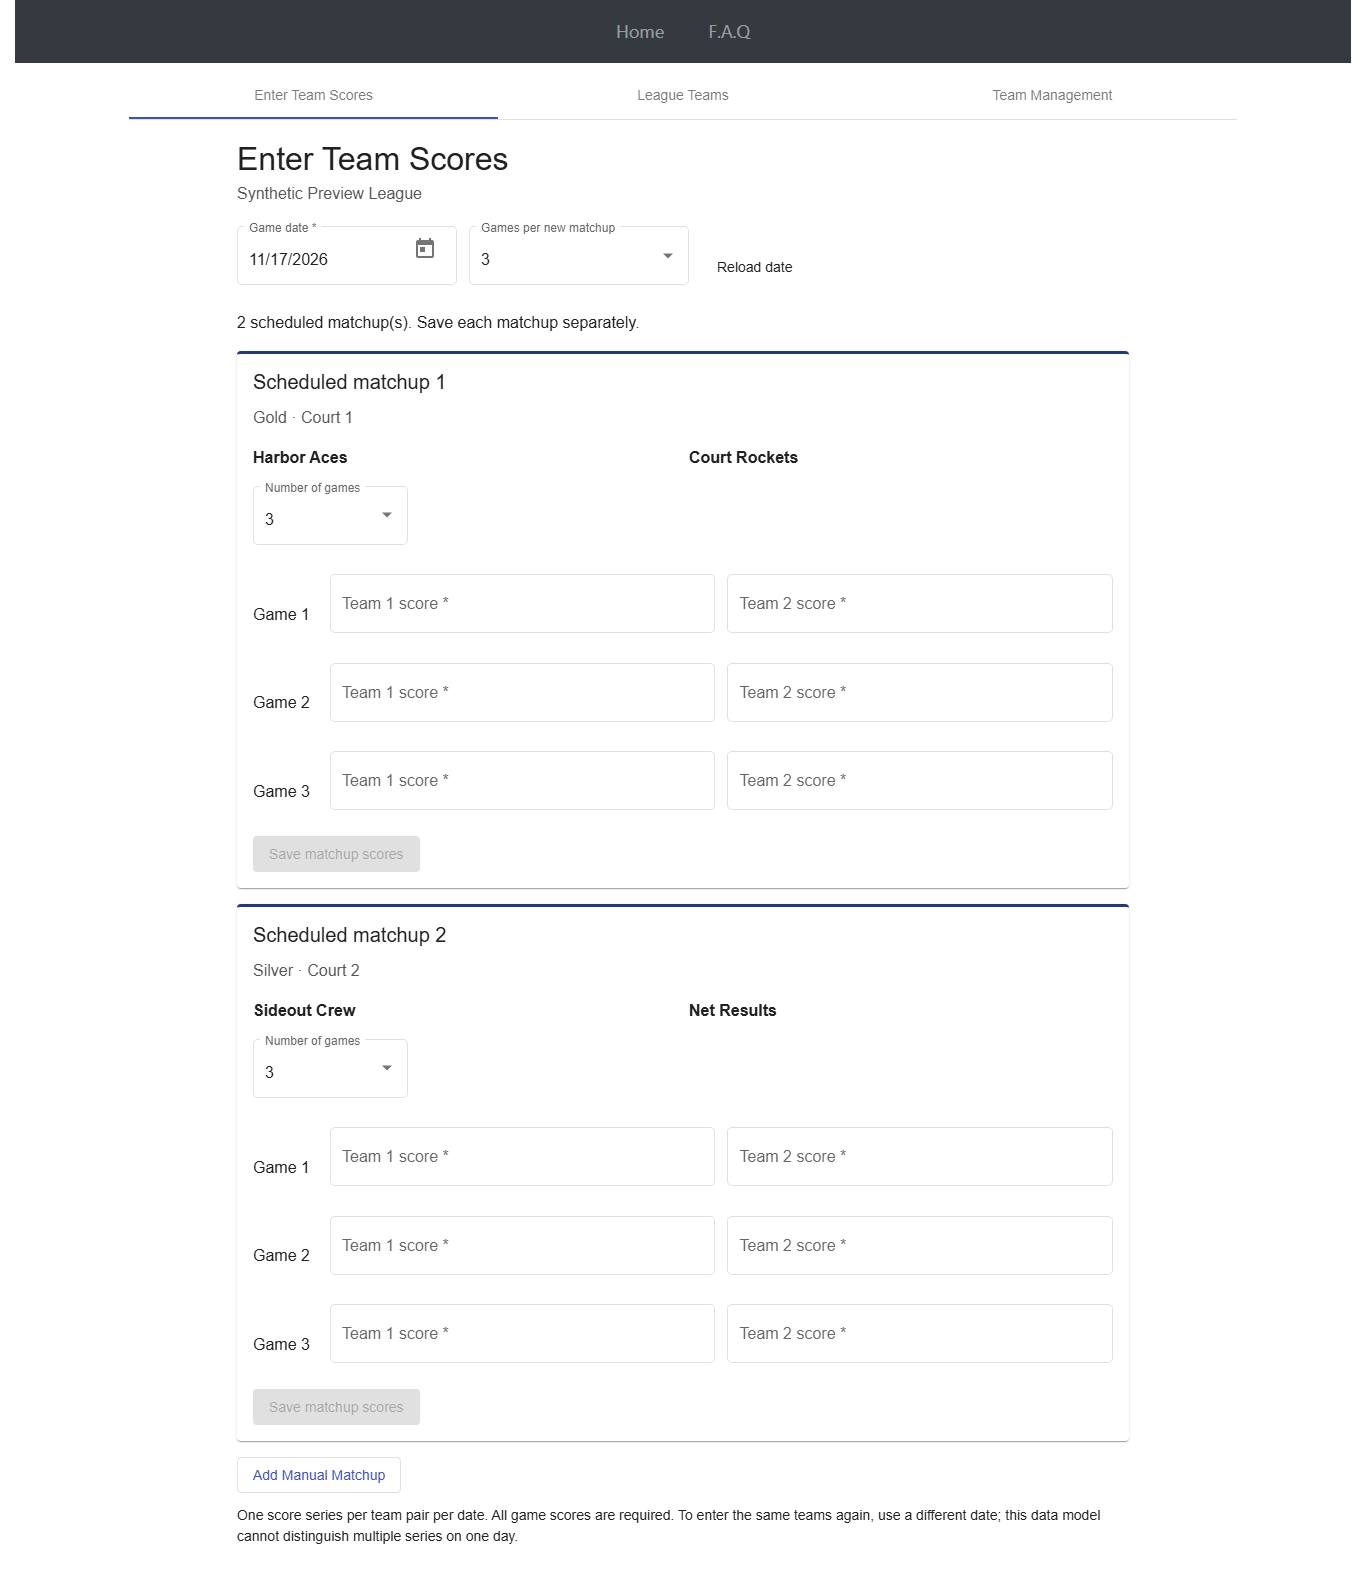 Home F.A.Q
Enter Team Scores League Teams Team Management
Enter Team Scores
Synthetic Preview League
Game date * Games per new matchup
11/17/2026 3 Reload date
2 scheduled matchup(s). Save each matchup separately.
Scheduled matchup 1
Gold · Court 1
Harbor Aces Court Rockets
Number of games
3
Game 1 Team 1 score * Team 2 score *
Game 2 Team 1 score * Team 2 score *
Game 3 Team 1 score * Team 2 score *
Save matchup scores
Scheduled matchup 2
Silver · Court 2
Sideout Crew Net Results
Number of games
3
Game 1 Team 1 score * Team 2 score *
Game 2 Team 1 score * Team 2 score *
Game 3 Team 1 score * Team 2 score *
Save matchup scores
Add Manual Matchup
One score series per team pair per date. All game scores are required. To enter the same teams again, use a different date; this data model
cannot distinguish multiple series on one day.